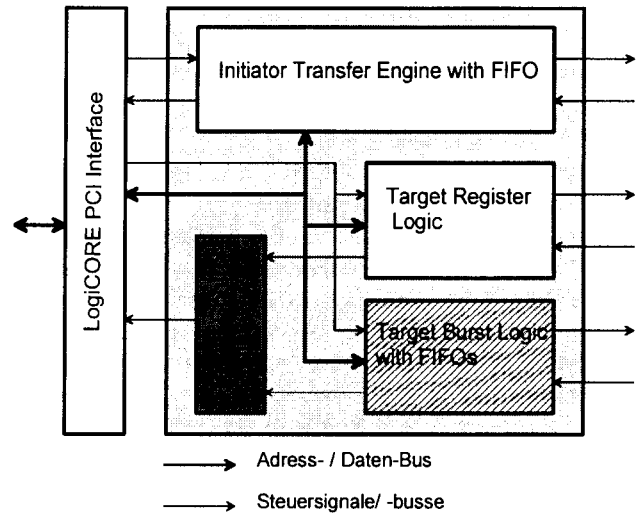 LogiCORE PCI Interface
Initiator Transfer Engine with FIFO
Target Register
Logic
Target Burst Logic
with FIFOs
Adress- / Daten-Bus
Steuersignale/ -busse